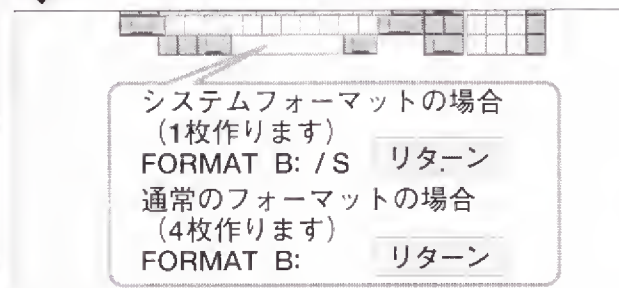 システムフォーマットの場合
(1枚作ります)
FORMAT B: /S リターン
通常のフォーマットの場合
(4枚作ります)
FORMAT B: リターン